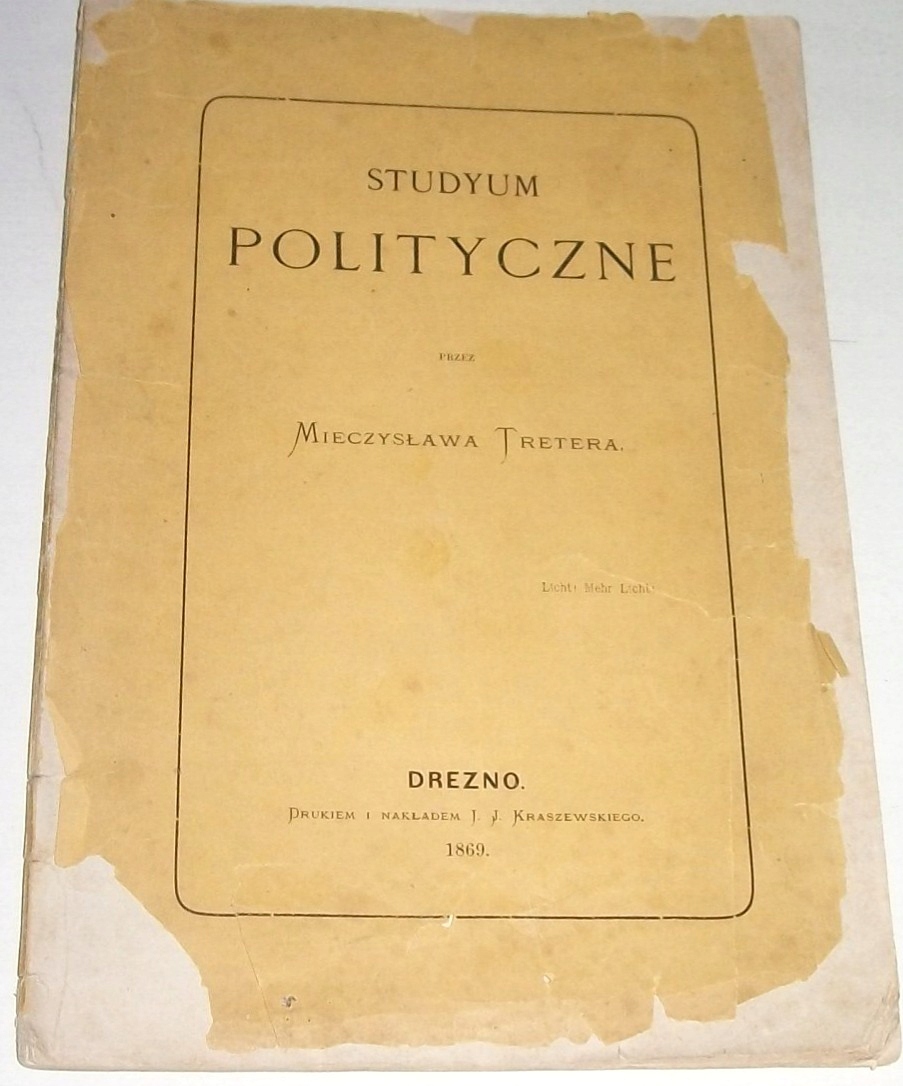 STUDYUM
POLITYCZNE
PRZEZ
MIECZYSŁAWA TRETERA.
Licht! Mehr Licht!
DREZNO.
DRUKIEM I NAKŁADEM J. J. KRASZEWSKIEGO.
1869.